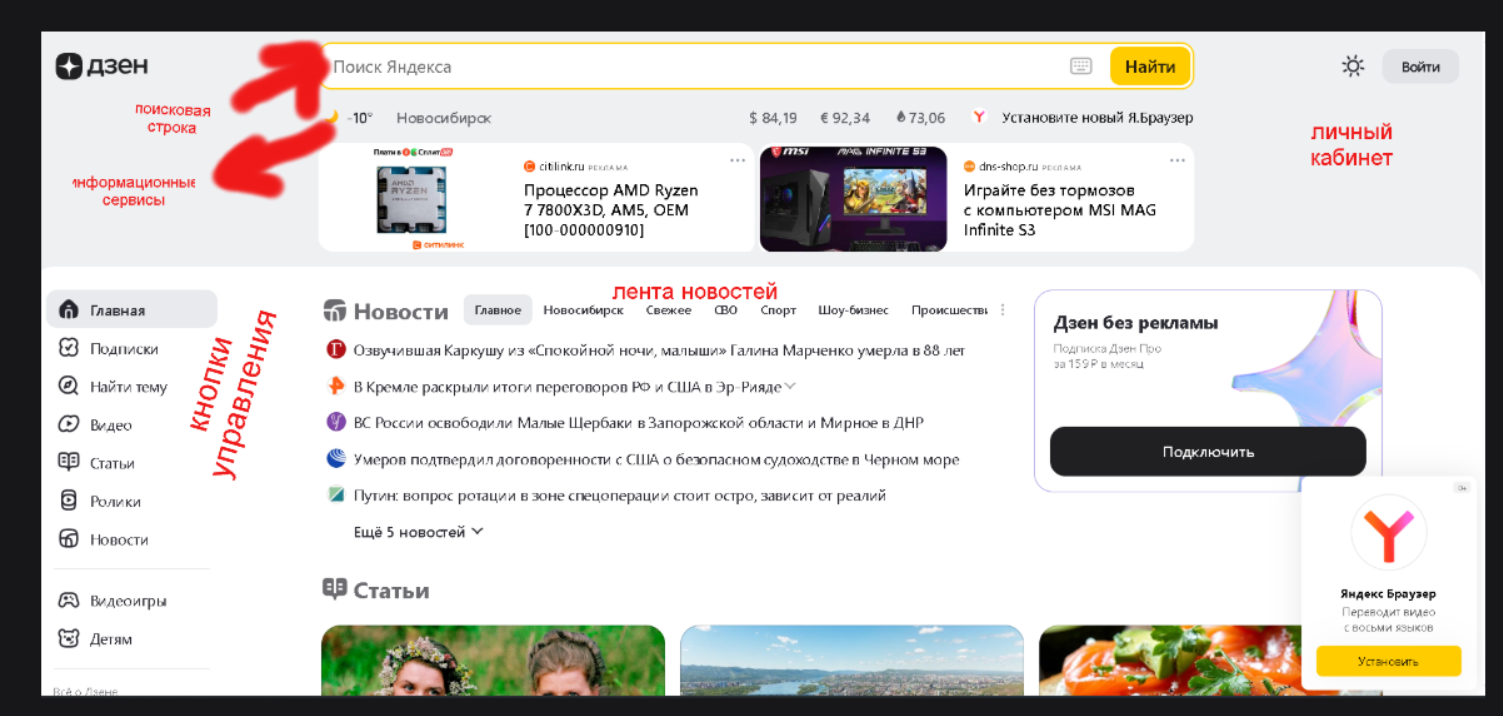 дзен
Поиск Яндекса
Найти
Войти
поисковая
строка
-10° Новосибирск
$ 84,19 € 92,34 73,06 Установите новый Я.Браузер
личный
кабинет
информационные
сервисы
Плати в Сплит
AMD
RYZEN
ситилинк
citilink.ru РЕКЛАМА
Процессор AMD Ryzen
7 7800X3D, AM5, OEM
[100-000000910]
msi MAG INFINITE S3
dns-shop.ru РЕКЛАМА
Играйте без тормозов
с компьютером MSI MAG
Infinite S3
кнопки
управления
Главная
Подписки
Найти тему
Видео
Статьи
Ролики
Новости
Видеоигры
Детям
Всё о Дзене
лента новостей
Новости Главное Новосибирск Свежее СВО Спорт Шоу-бизнес Происшеств
Озвучившая Каркушу из «Спокойной ночи, малыши» Галина Марченко умерла в 88 лет
В Кремле раскрыли итоги переговоров РФ и США в Эр-Рияде
ВС России освободили Малые Щербаки в Запорожской области и Мирное в ДНР
Умеров подтвердил договоренности с США о безопасном судоходстве в Черном море
Путин: вопрос ротации в зоне спецоперации стоит остро, зависит от реалий
Ещё 5 новостей
Статьи
Дзен без рекламы
Подписка Дзен Про
за 159 ₽ в месяц
Подключить
0+
Яндекс Браузер
Переводит видео
с восьми языков
Установить